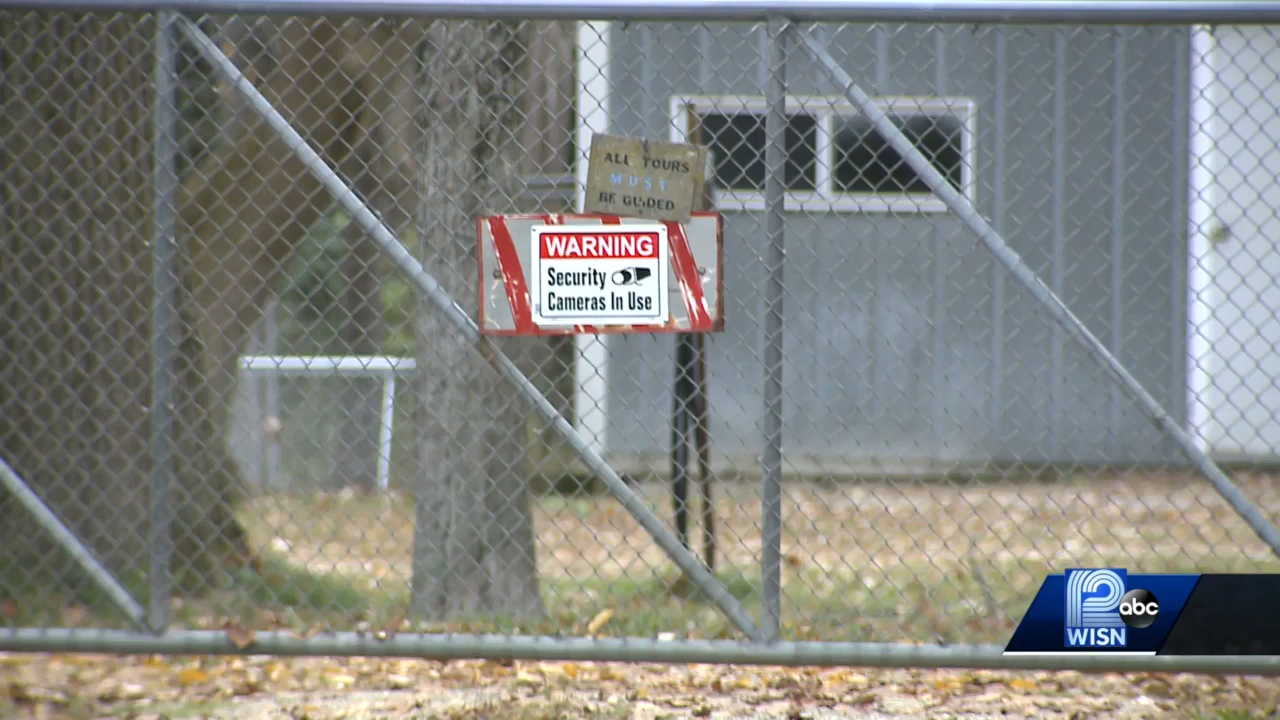 ALL TOURS
MUST
BE GUIDED
WARNING
Security
Cameras In Use
12
abc
WISN